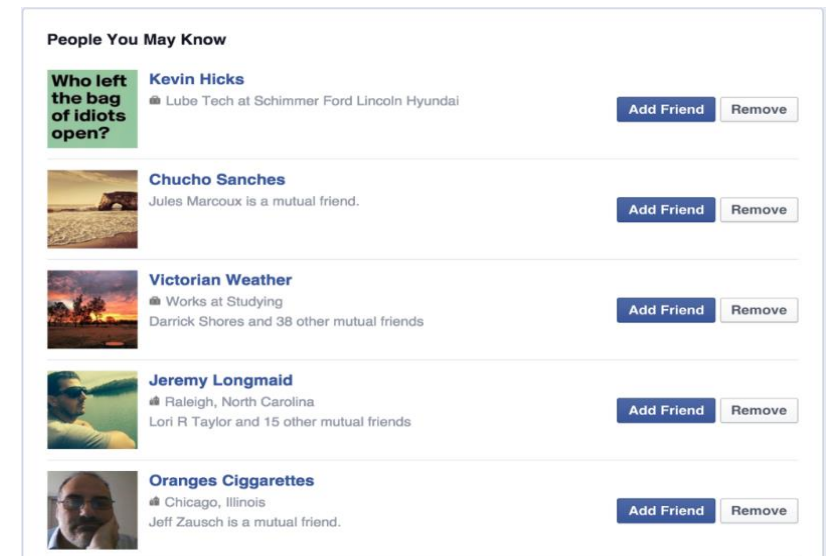 People You May Know
Who left
the bag
of idiots
open?
Kevin Hicks
Lube Tech at Schimmer Ford Lincoln Hyundai
Add Friend Remove
Chucho Sanches
Jules Marcoux is a mutual friend.
Add Friend Remove
Victorian Weather
Works at Studying
Darrick Shores and 38 other mutual friends
Add Friend Remove
Jeremy Longmaid
Raleigh, North Carolina
Lori R Taylor and 15 other mutual friends
Add Friend Remove
Oranges Ciggarettes
Chicago, Illinois
Jeff Zausch is a mutual friend.
Add Friend Remove